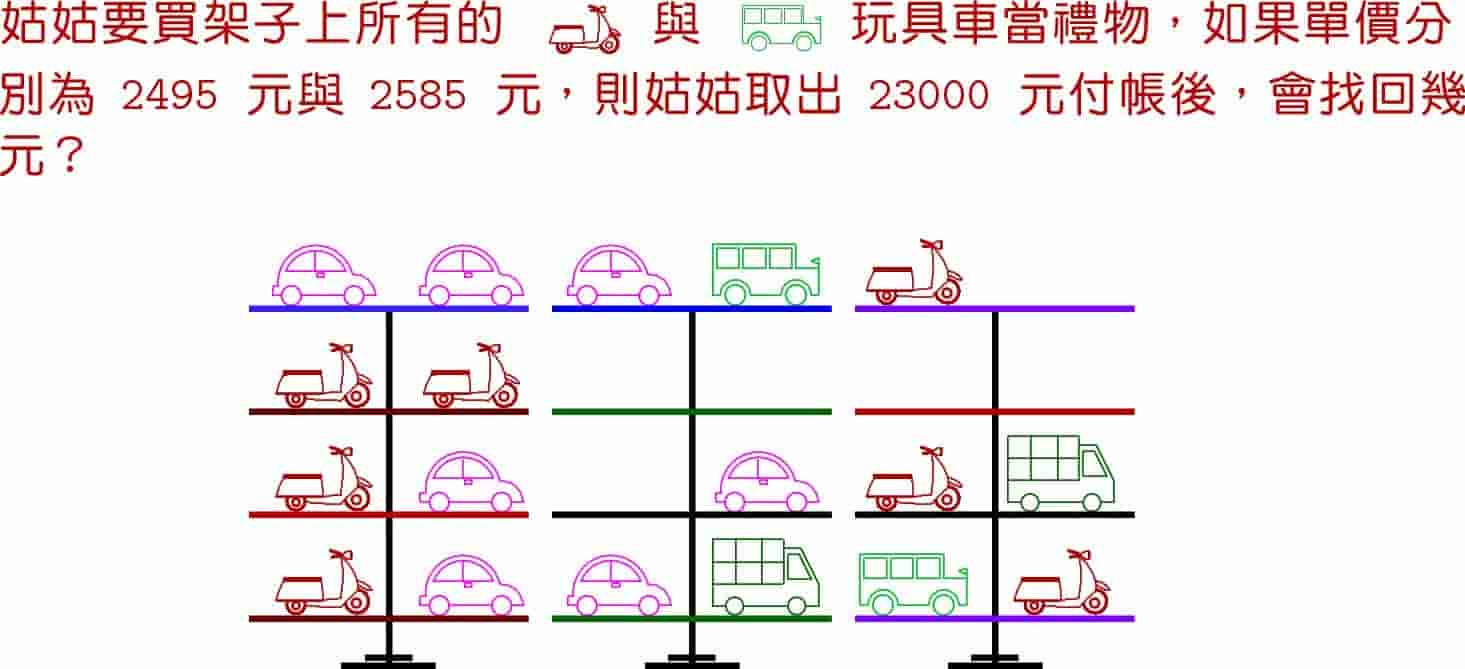 姑姑要買架子上所有的 與 玩具車當禮物，如果單價分
別為 2495 元與 2585 元，則姑姑取出 23000 元付帳後，會找回幾
元？